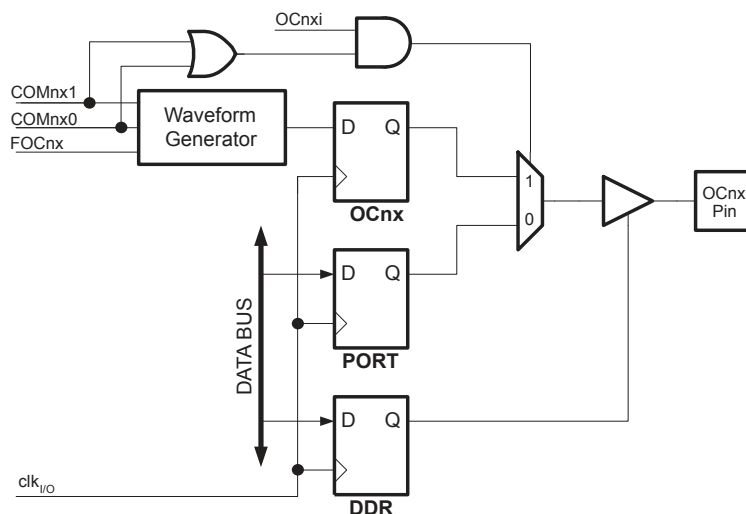 OCnxi
COMnx1
COMnx0
FOCnx
Waveform
Generator
D Q
OCnx
1
0
OCnx
Pin
D Q
PORT
DATA BUS
D Q
DDR
clkI/O